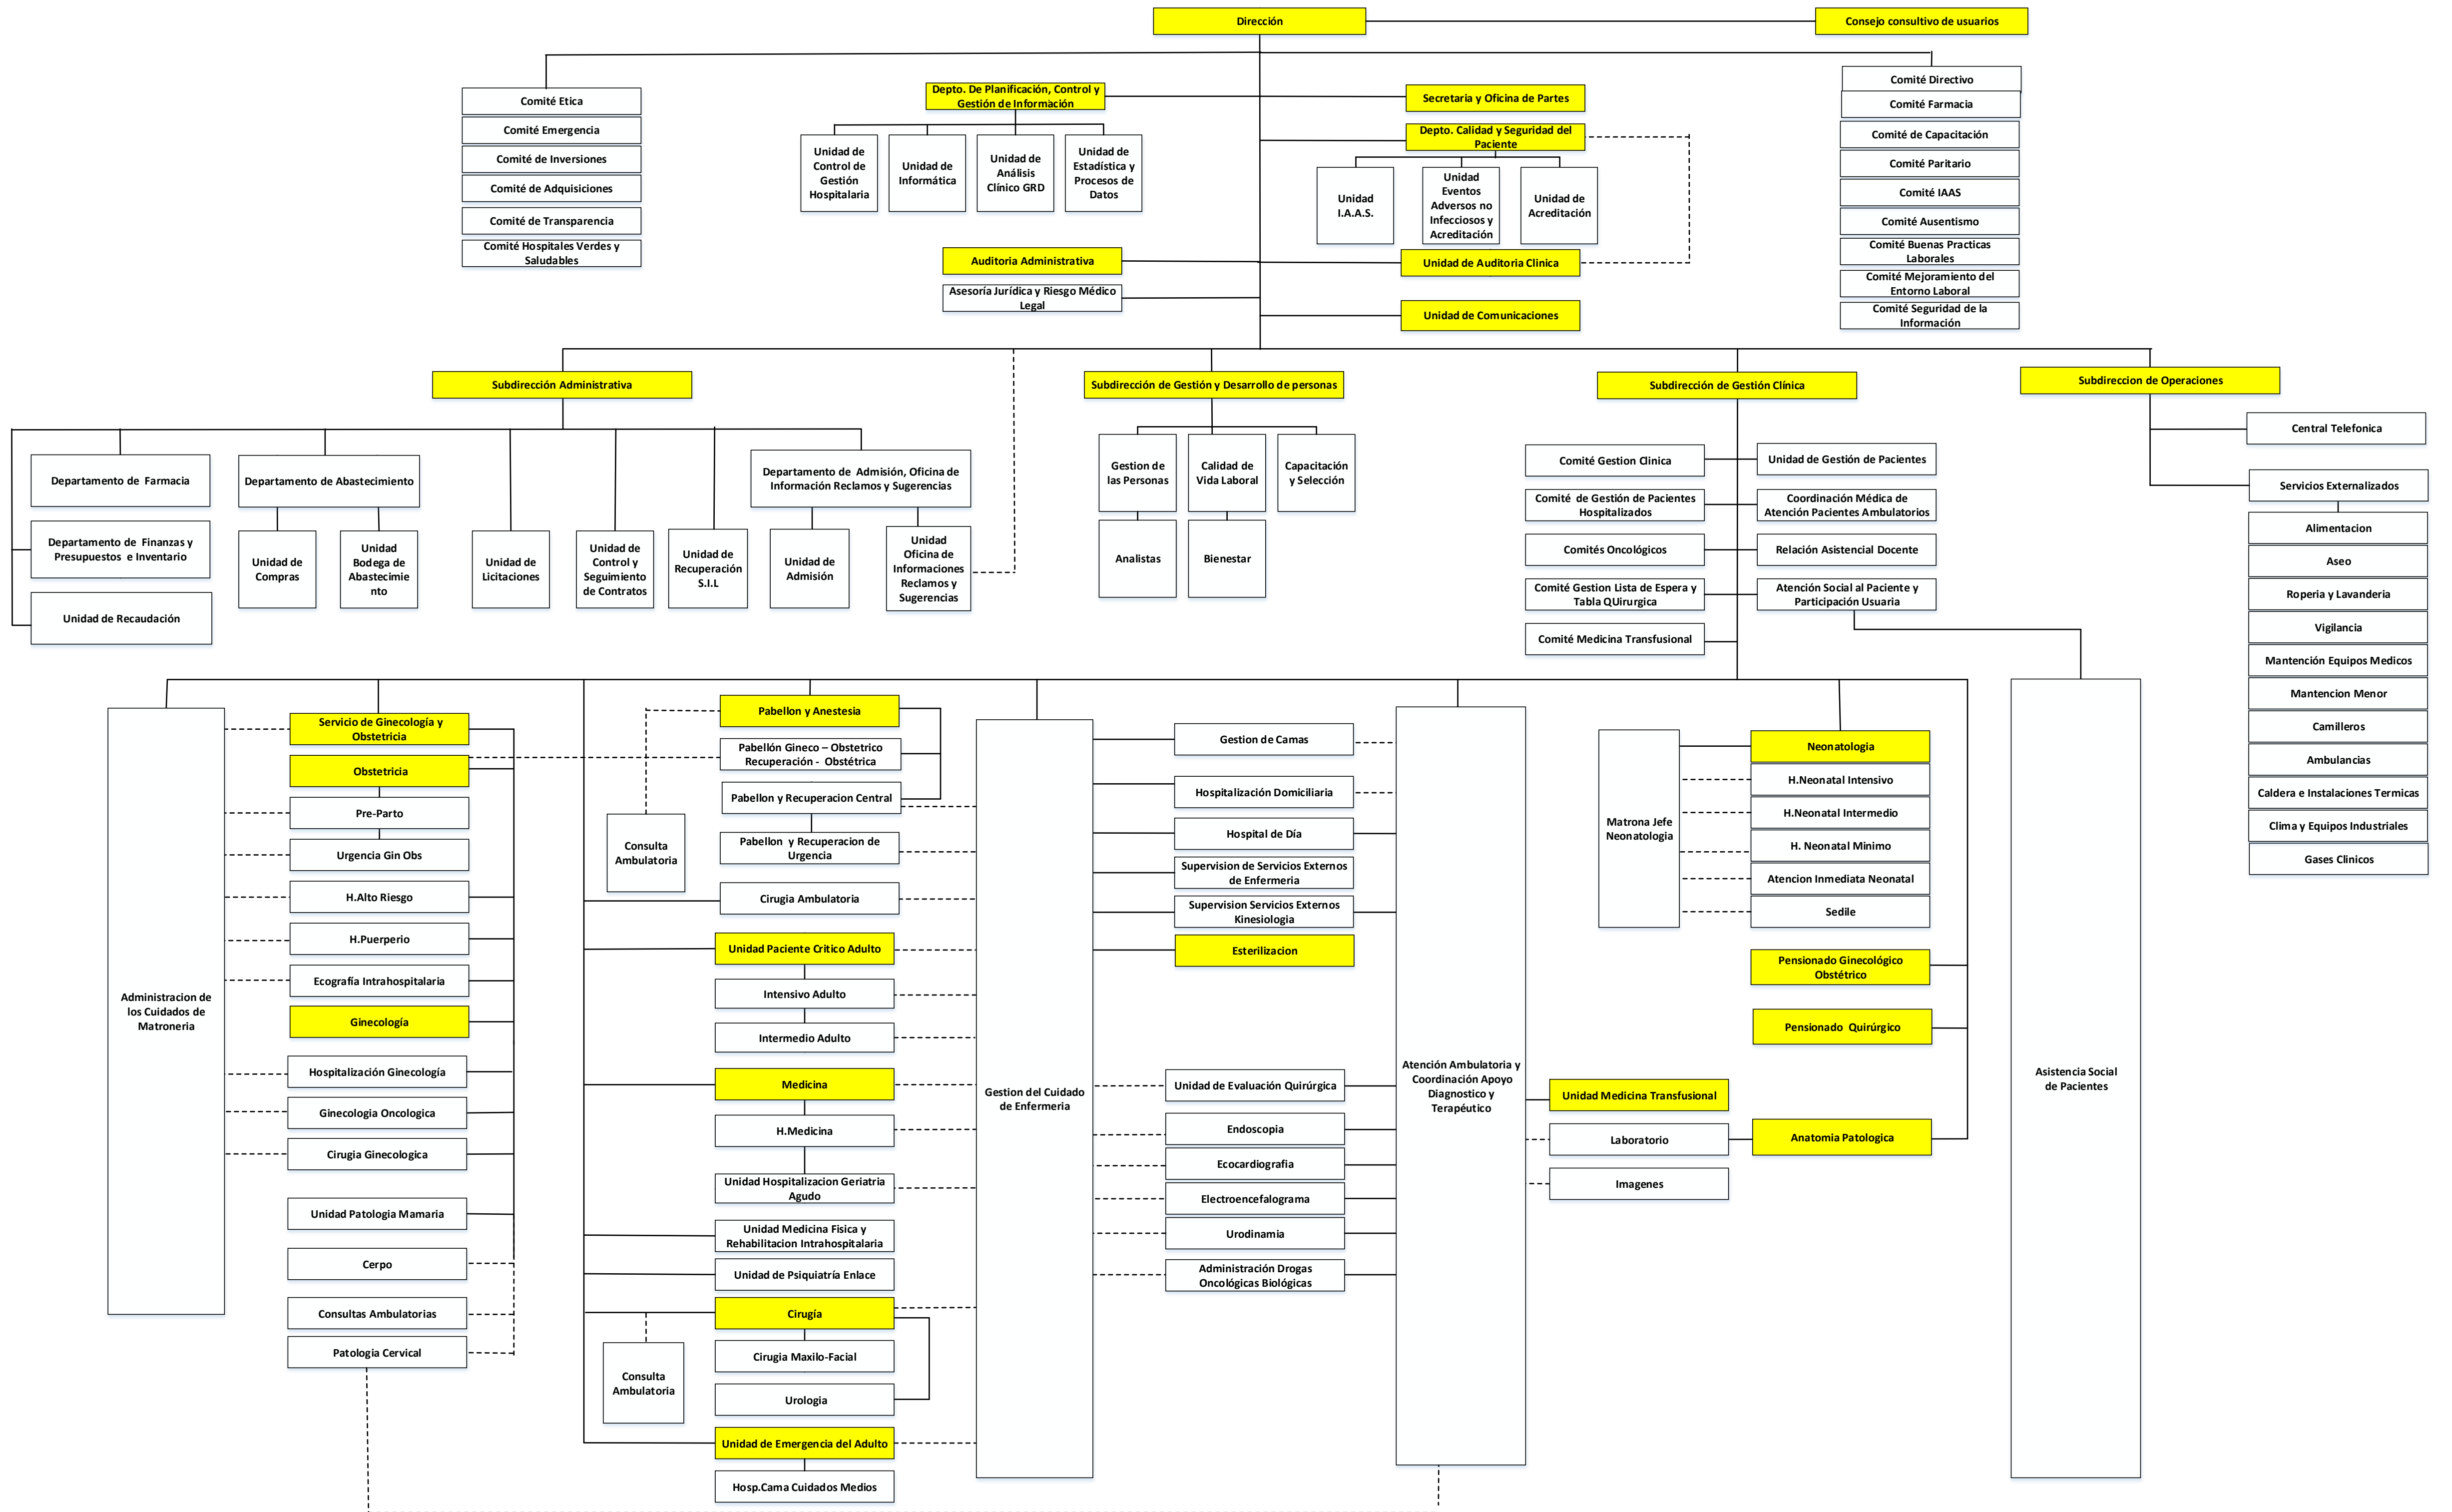 Dirección
Consejo consultivo de usuarios
Comité Etica
Comité Emergencia
Comité de Inversiones
Comité de Adquisiciones
Comité de Transparencia
Comité Hospitales Verdes y
Saludables
Depto. De Planificación, Control y
Gestión de Información
Unidad de
Control de
Gestión
Hospitalaria
Unidad de
Informática
Unidad de
Análisis
Clínico GRD
Unidad de
Estadística y
Procesos de
Datos
Secretaria y Oficina de Partes
Depto. Calidad y Seguridad del
Paciente
Unidad
I.A.A.S.
Unidad
Eventos
Adversos no
Infecciosos y
Acreditación
Unidad de
Acreditación
Auditoria Administrativa
Unidad de Auditoria Clinica
Asesoría Jurídica y Riesgo Médico
Legal
Unidad de Comunicaciones
Comité Directivo
Comité Farmacia
Comité de Capacitación
Comité Paritario
Comité IAAS
Comité Ausentismo
Comité Buenas Practicas
Laborales
Comité Mejoramiento del
Entorno Laboral
Comité Seguridad de la
Información
Subdirección Administrativa
Subdirección de Gestión y Desarrollo de personas
Subdirección de Gestión Clínica
Subdireccion de Operaciones
Departamento de  Farmacia
Departamento de  Finanzas y
Presupuestos  e Inventario
Unidad de Recaudación
Departamento de Abastecimiento
Unidad de
Compras
Unidad
Bodega de
Abastecimie
nto
Unidad de
Licitaciones
Unidad de
Control y
Seguimiento
de Contratos
Unidad de
Recuperación
S.I.L
Departamento de  Admisión, Oficina de
Información Reclamos y Sugerencias
Unidad de
Admisión
Unidad
Oficina de
Informaciones
Reclamos y
Sugerencias
Gestion de
las Personas
Calidad de
Vida Laboral
Capacitación
y Selección
Analistas
Bienestar
Comité Gestion Clinica
Unidad de Gestión de Pacientes
Comité  de Gestión de Pacientes
Hospitalizados
Coordinación Médica de
Atención Pacientes Ambulatorios
Comités Oncológicos
Relación Asistencial Docente
Comité Gestion Lista de Espera y
Tabla QUirurgica
Atención Social al Paciente y
Participación Usuaria
Comité Medicina Transfusional
Central Telefonica
Servicios Externalizados
Alimentacion
Aseo
Roperia y Lavanderia
Vigilancia
Mantención Equipos Medicos
Mantencion Menor
Camilleros
Ambulancias
Caldera e Instalaciones Termicas
Clima y Equipos Industriales
Gases Clinicos
Administracion de
los Cuidados de
Matroneria
Servicio de Ginecología y
Obstetricia
Obstetricia
Pre-Parto
Urgencia Gin Obs
H.Alto Riesgo
H.Puerperio
Ecografía Intrahospitalaria
Ginecología
Hospitalización Ginecología
Ginecologia Oncologica
Cirugia Ginecologica
Unidad Patologia Mamaria
Cerpo
Consultas Ambulatorias
Patologia Cervical
Consulta
Ambulatoria
Pabellon y Anestesia
Pabellón Gineco – Obstetrico
Recuperación -  Obstétrica
Pabellon y Recuperacion Central
Pabellon  y Recuperacion de
Urgencia
Cirugia Ambulatoria
Unidad Paciente Critico Adulto
Intensivo Adulto
Intermedio Adulto
Medicina
H.Medicina
Unidad Hospitalizacion Geriatria
Agudo
Unidad Medicina Fisica y
Rehabilitacion Intrahospitalaria
Unidad de Psiquiatría Enlace
Cirugía
Consulta
Ambulatoria
Cirugia Maxilo-Facial
Urologia
Unidad de Emergencia del Adulto
Hosp.Cama Cuidados Medios
Gestion del Cuidado
de Enfermeria
Gestion de Camas
Hospitalización Domiciliaria
Hospital de Día
Supervision de Servicios Externos
de Enfermeria
Supervision Servicios Externos
Kinesiologia
Esterilizacion
Unidad de Evaluación Quirúrgica
Endoscopia
Ecocardiografia
Electroencefalograma
Urodinamia
Administración Drogas
Oncológicas Biológicas
Atención Ambulatoria y
Coordinación Apoyo
Diagnostico y
Terapéutico
Matrona Jefe
Neonatologia
Neonatologia
H.Neonatal Intensivo
H.Neonatal Intermedio
H. Neonatal Minimo
Atencion Inmediata Neonatal
Sedile
Pensionado Ginecológico
Obstétrico
Pensionado  Quirúrgico
Unidad Medicina Transfusional
Laboratorio
Anatomia Patologica
Imagenes
Asistencia Social
de Pacientes